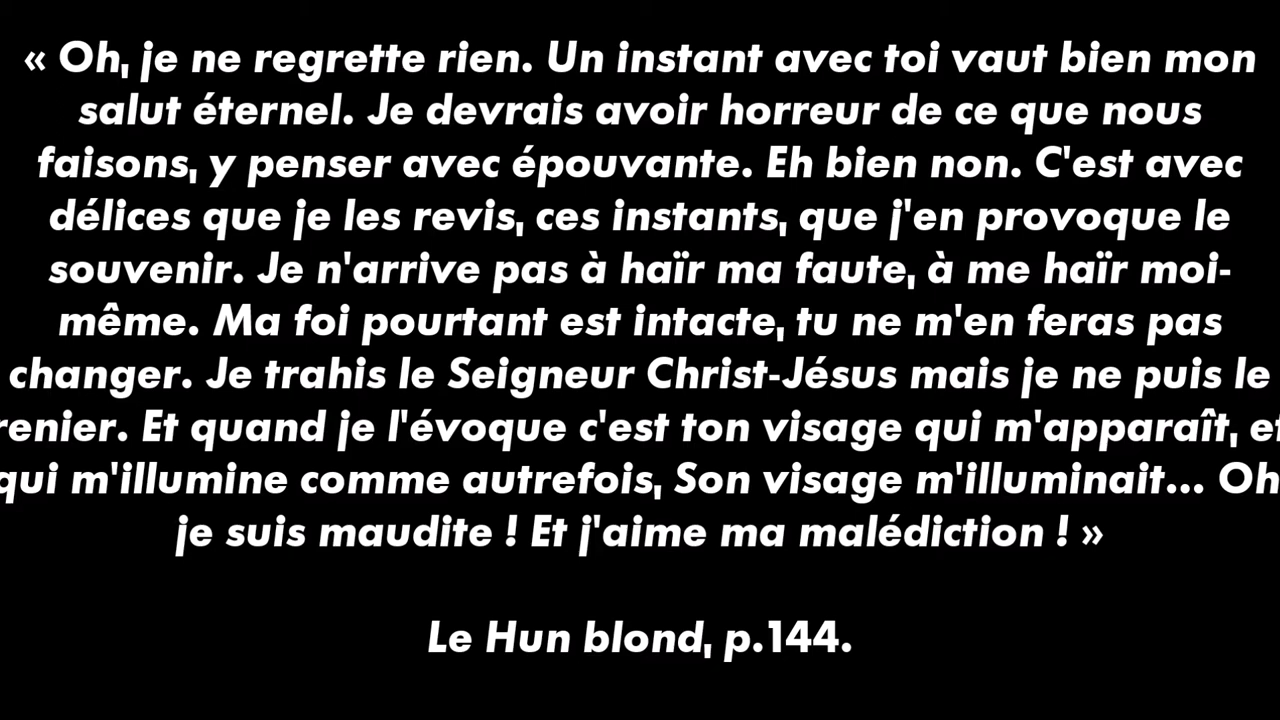 « Oh, je ne regrette rien. Un instant avec toi vaut bien mon
salut éternel. Je devrais avoir horreur de ce que nous
faisons, y penser avec épouvante. Eh bien non. C'est avec
délices que je les revis, ces instants, que j'en provoque le
souvenir. Je n'arrive pas à haïr ma faute, à me haïr moi-
même. Ma foi pourtant est intacte, tu ne m'en feras pas
changer. Je trahis le Seigneur Christ-Jésus mais je ne puis le
renier. Et quand je l'évoque c'est ton visage qui m'apparaît, et
qui m'illumine comme autrefois, Son visage m'illuminait... Oh
je suis maudite ! Et j'aime ma malédiction ! »
Le Hun blond, p.144.